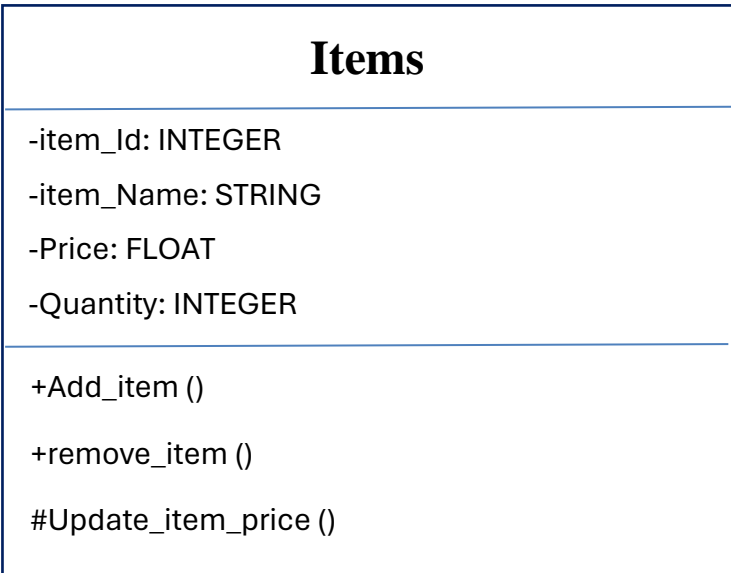 Items
-item_Id: INTEGER
-item_Name: STRING
-Price: FLOAT
-Quantity: INTEGER
+Add_item ()
+remove_item ()
#Update_item_price ()